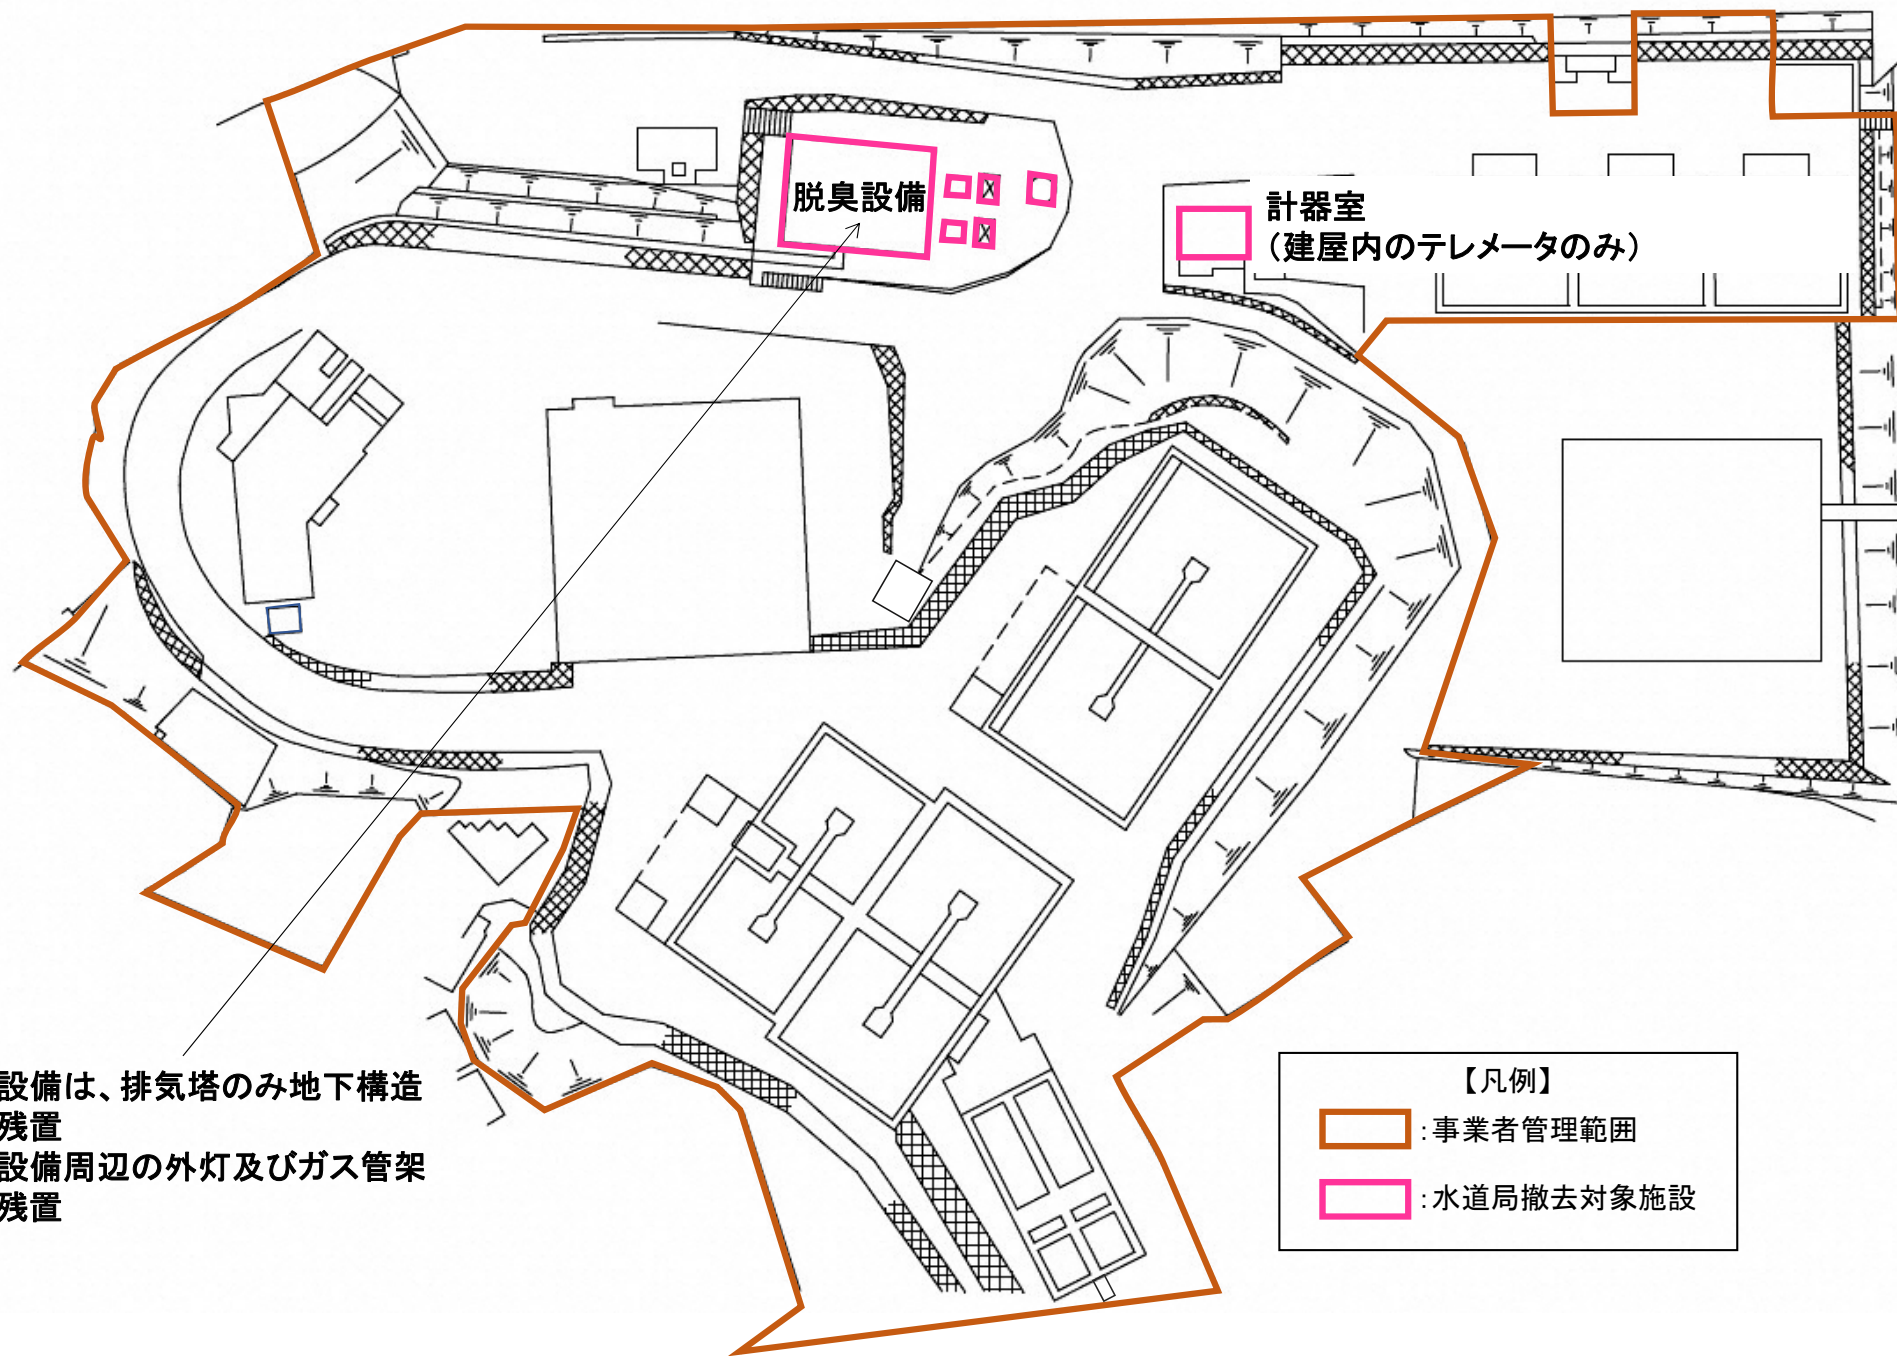 脱臭設備
計器室
（建屋内のテレメータのみ）
設備は、排気塔のみ地下構造
残置
設備周辺の外灯及びガス管架
残置
【凡例】
：事業者管理範囲
：水道局撤去対象施設